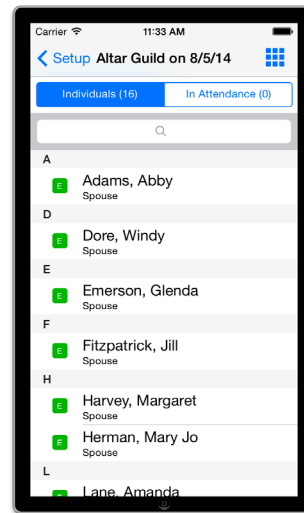 Carrier 11:33 AM
Setup Altar Guild on 8/5/14
Individuals (16) In Attendance (0)
A
E Adams, Abby
Spouse
D
E Dore, Windy
Spouse
E
E Emerson, Glenda
Spouse
F
E Fitzpatrick, Jill
Spouse
H
E Harvey, Margaret
Spouse
E Herman, Mary Jo
Spouse
L
E Lane, Amanda